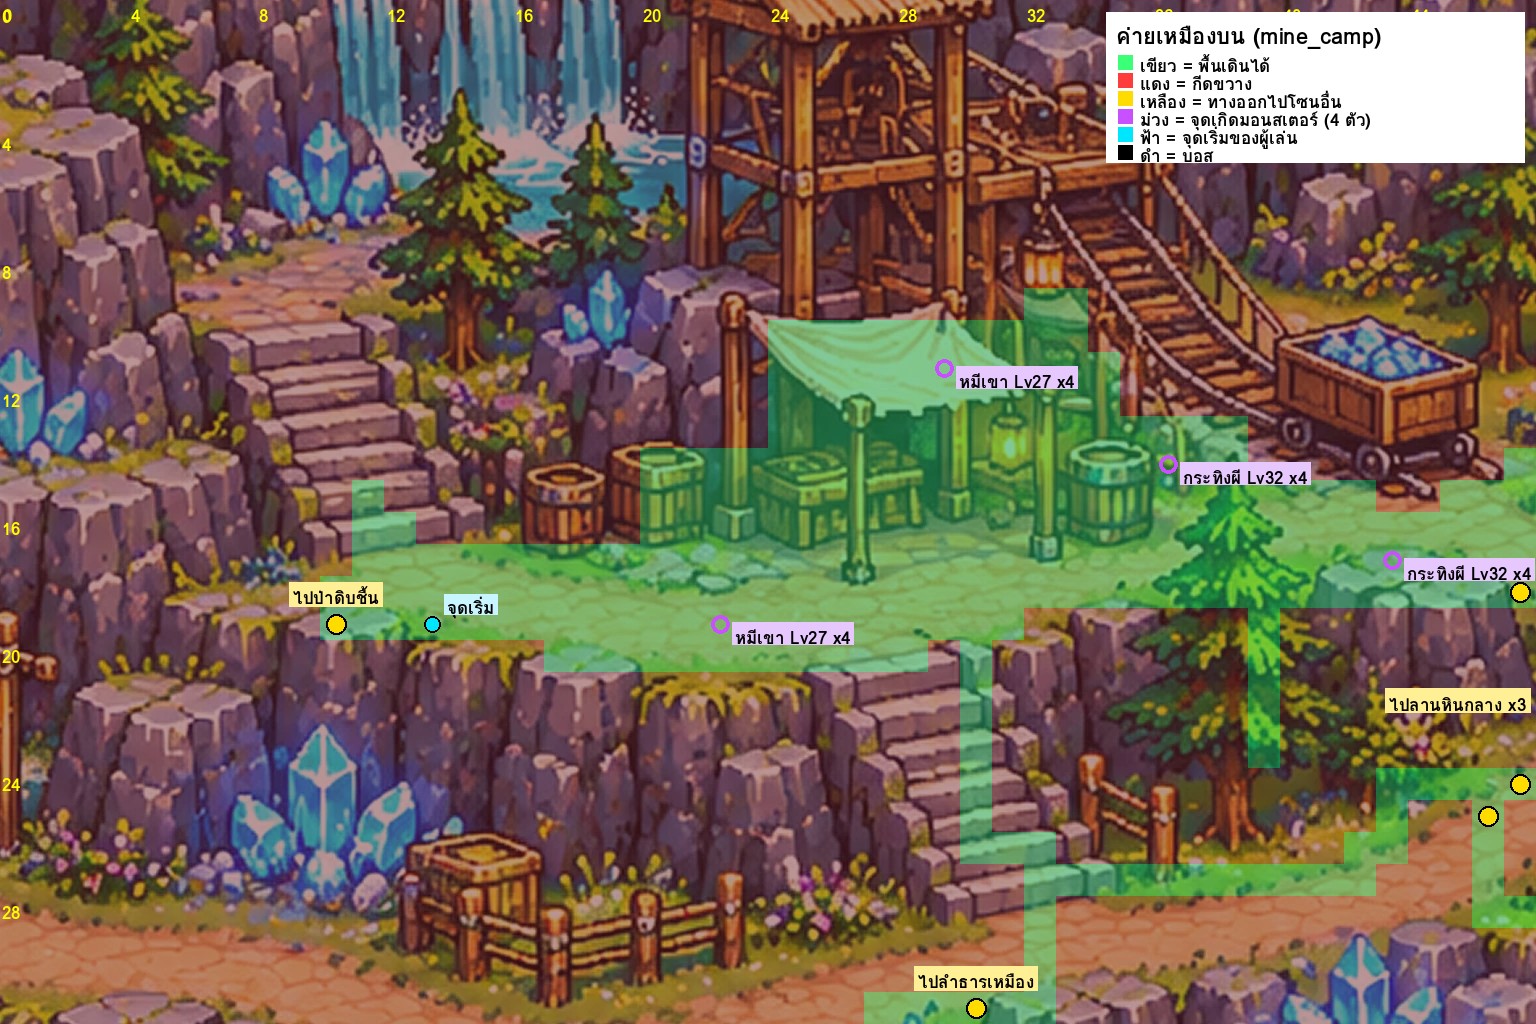 0 4 8 12 16 20 24 28 32
ค่ายเหมืองบน (mine_camp)
เขียว = พื้นเดินได้
แดง = กีดขวาง
เหลือง = ทางออกไปโซนอื่น
ม่วง = จุดเกิดมอนสเตอร์ (4 ตัว)
ฟ้า = จุดเริ่มของผู้เล่น
ดำ = บอส
4
9
8
หมีเขา Lv27 x4
12
กระทิงผี Lv32 x4
16
กระทิงผี Lv32 x4
ไปป่าดิบชื้น
จุดเริ่ม
หมีเขา Lv27 x4
20
ไปลานหินกลาง x3
24
28
ไปลำธารเหมือง